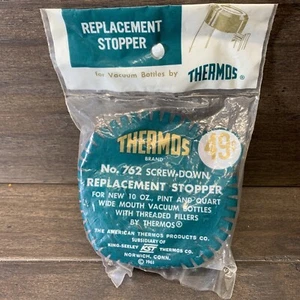 REPLACEMENT
STOPPER
for Vacuum Bottles by THERMOS®
THERMOS
BRAND
49¢
No. 762 SCREW-DOWN
REPLACEMENT STOPPER
FOR NEW 10 OZ., PINT AND QUART
WIDE MOUTH VACUUM BOTTLES
WITH THREADED FILLERS
BY THERMOS®
THE AMERICAN THERMOS PRODUCTS CO.
SUBSIDIARY OF
KING-SEELEY KST THERMOS CO.
NORWICH, CONN.
© 1961